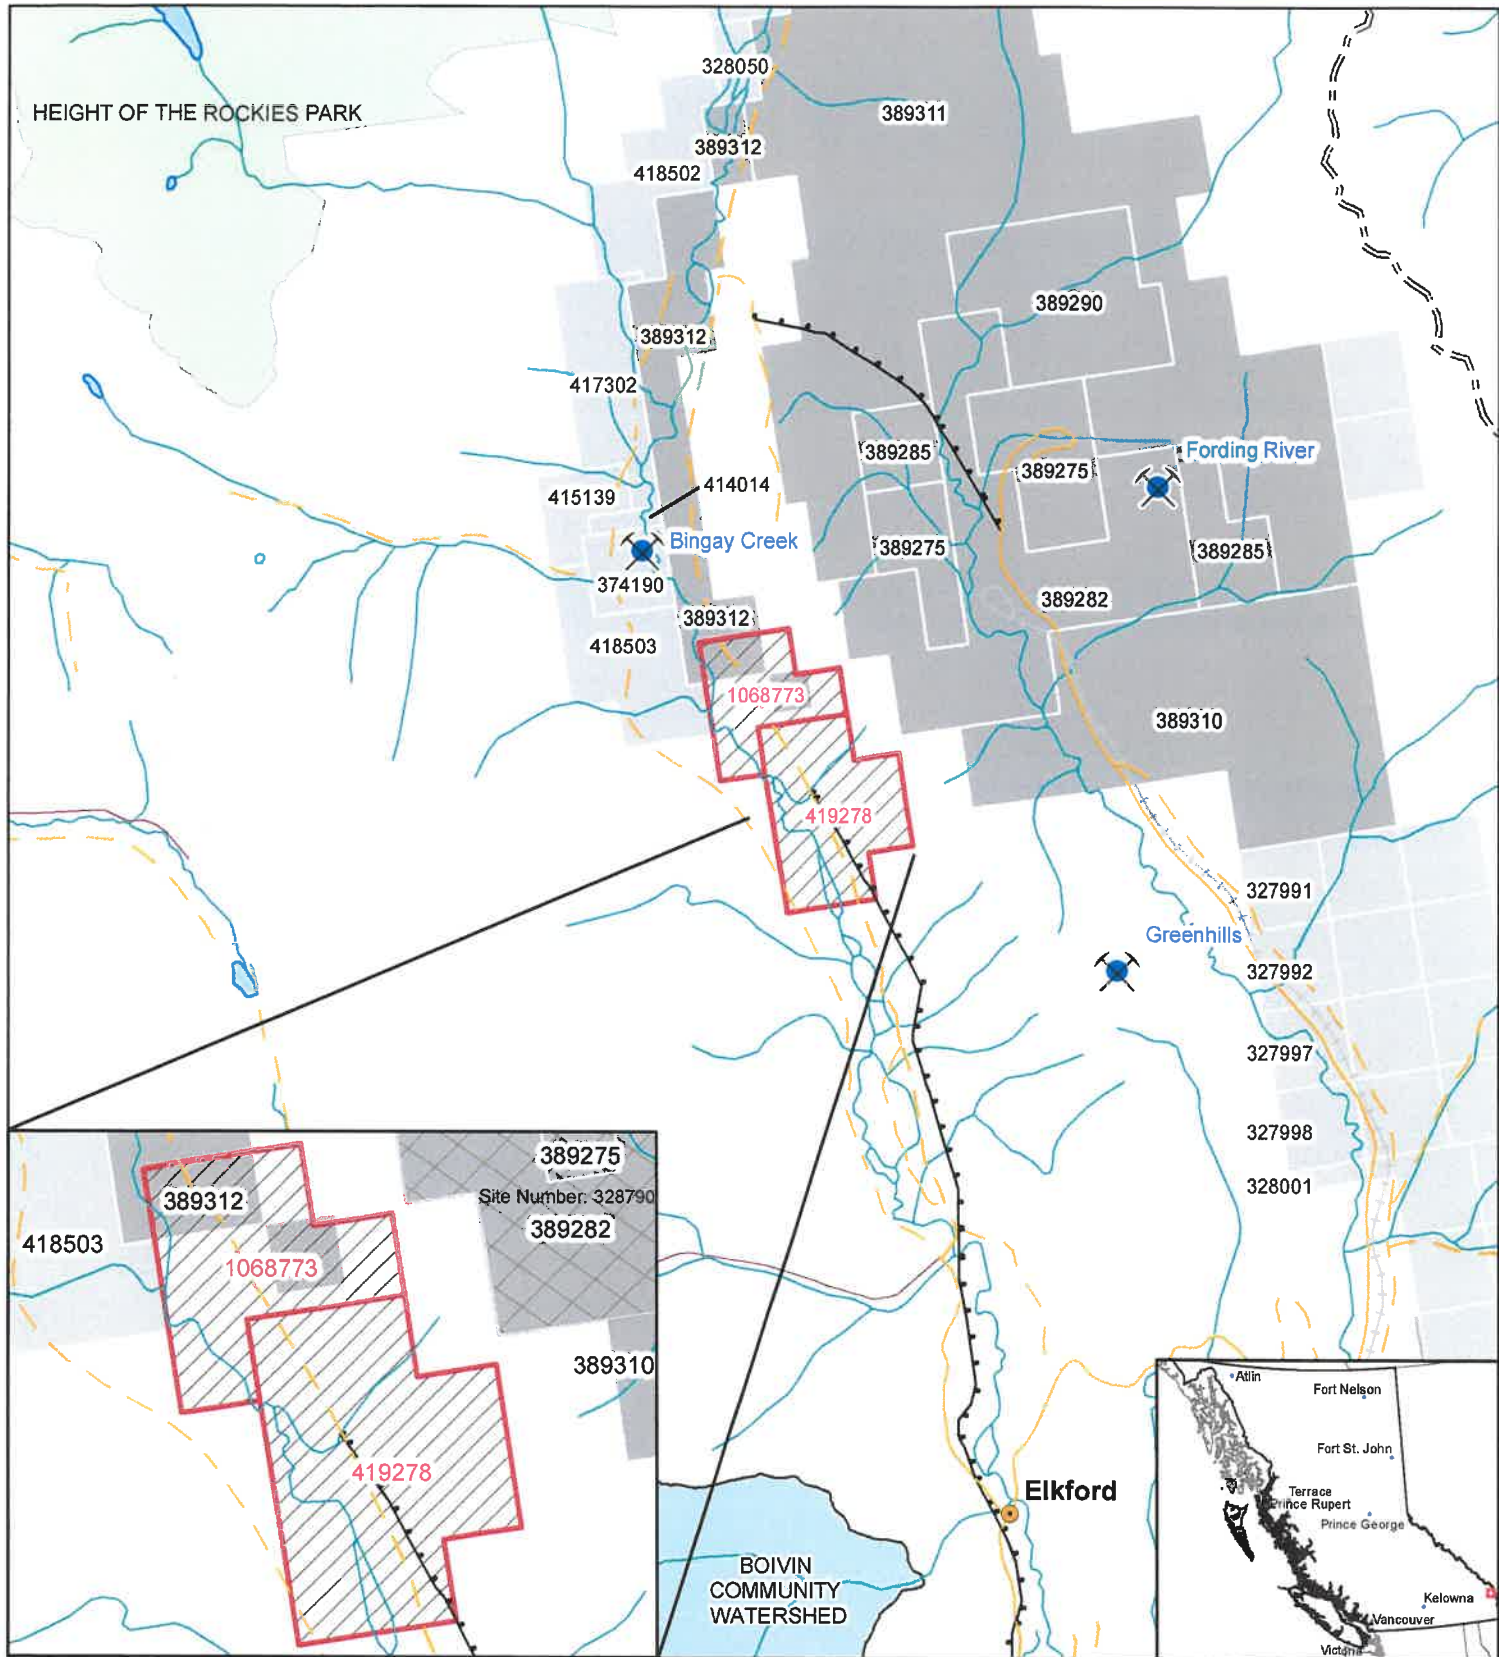 328050
389311
HEIGHT OF THE ROCKIES PARK
389312
418502
389290
389312
417302
389285
Fording River
389275
414014
415139
Bingay Creek
389275
389285
374190
389282
389312
418503
1068773
389310
419278
327991
Greenhills
327992
327997
327998
328001
389275
Site Number: 328790
389312
389282
418503
1068773
389310
419278
Elkford
BOIVIN
COMMUNITY
WATERSHED
Atlin
Fort Nelson
Fort St. John
Terrace
Prince Rupert
Prince George
Kelowna
Vancouver
Victoria